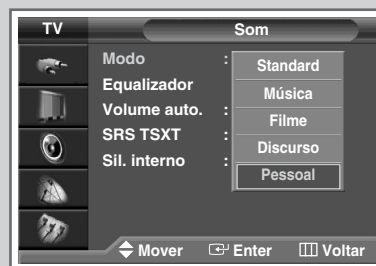 TV Som
Modo :
Equalizador
Volume auto. :
SRS TSXT :
Sil. interno :
Standard
Música
Filme
Discurso
Pessoal
Mover Enter Voltar